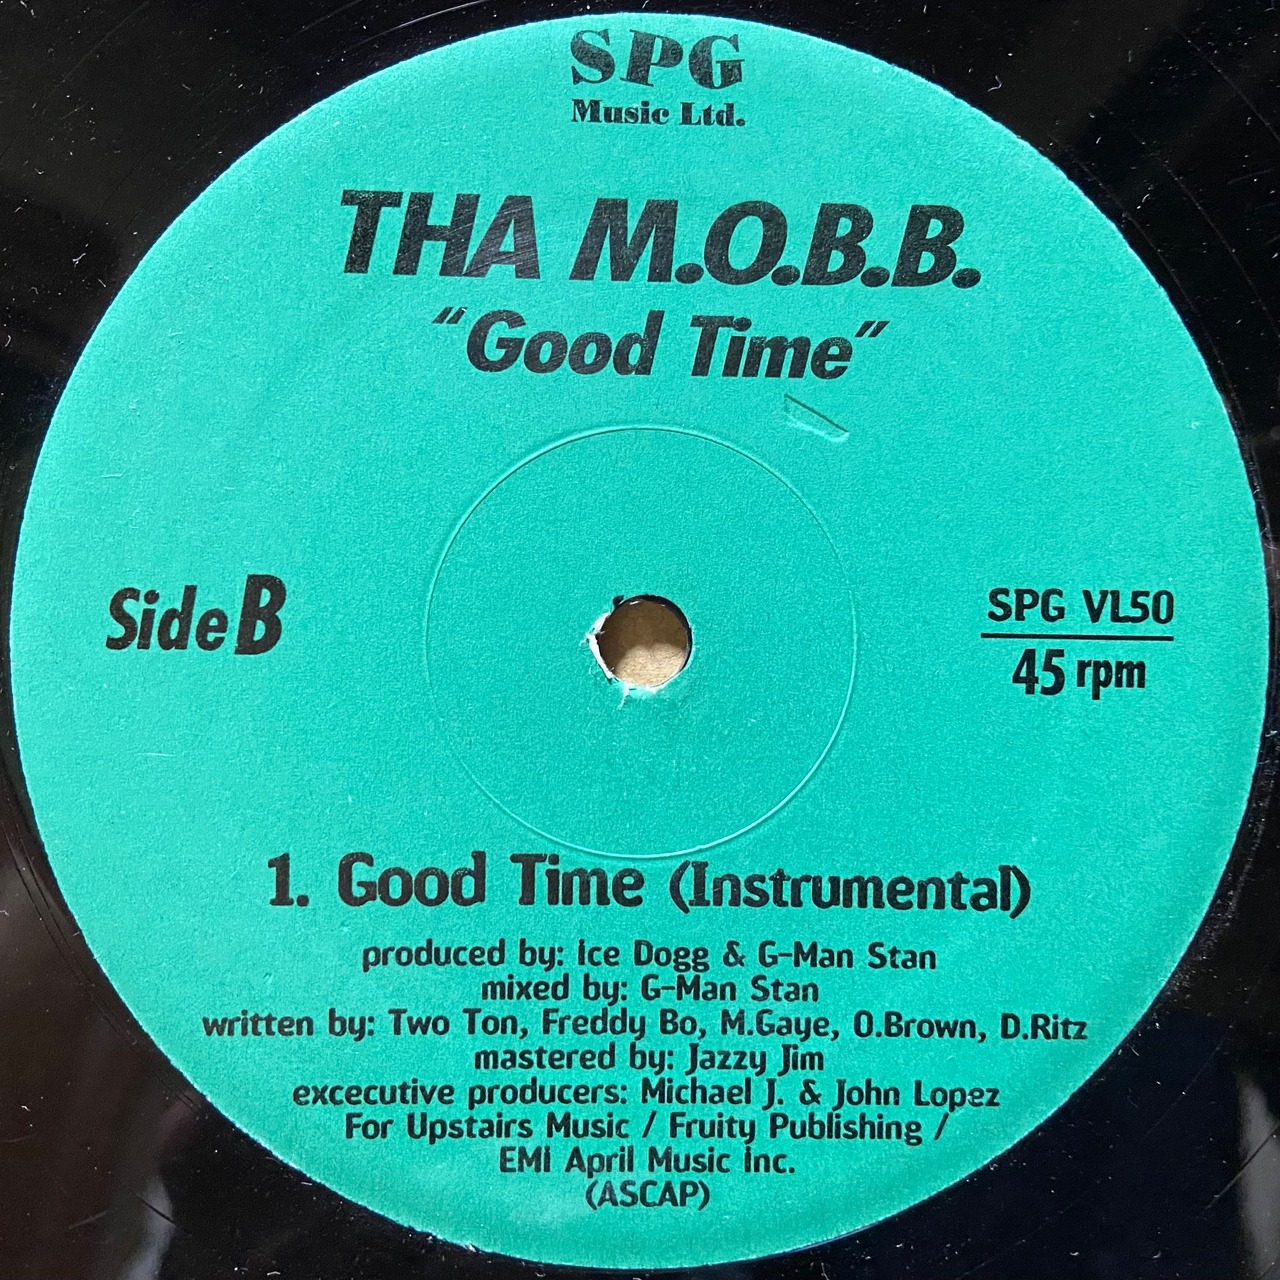 SPG
Music Ltd.
THA M.O.B.B.
"Good Time"
Side B
SPG VL50
45 rpm
1. Good Time (Instrumental)
produced by: Ice Dogg & G-Man Stan
mixed by: G-Man Stan
written by: Two Ton, Freddy Bo, M.Gaye, O.Brown, D.Ritz
mastered by: Jazzy Jim
excecutive producers: Michael J. & John Lopez
For Upstairs Music / Fruity Publishing /
EMI April Music Inc.
(ASCAP)